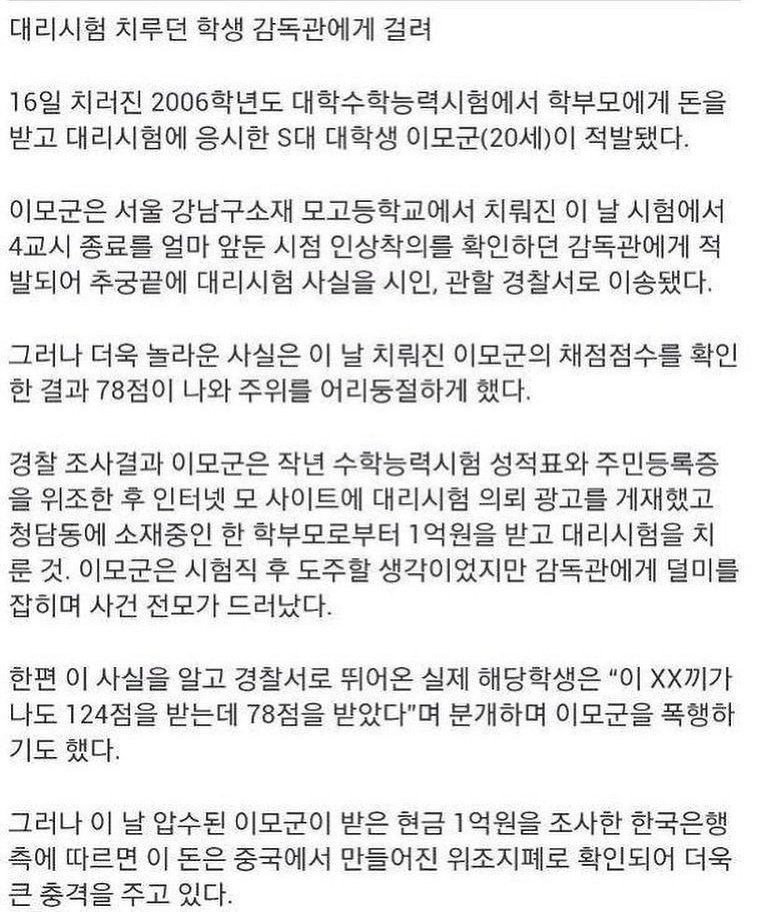 대리시험 치루던 학생 감독관에게 걸려
16일 치러진 2006학년도 대학수학능력시험에서 학부모에게 돈을
받고 대리시험에 응시한 S대 대학생 이모군(20세)이 적발됐다.
이모군은 서울 강남구소재 모고등학교에서 치뤄진 이 날 시험에서
4교시 종료를 얼마 앞둔 시점 인상착의를 확인하던 감독관에게 적
발되어 추궁끝에 대리시험 사실을 시인, 관할 경찰서로 이송됐다.
그러나 더욱 놀라운 사실은 이 날 치뤄진 이모군의 채점점수를 확인
한 결과 78점이 나와 주위를 어리둥절하게 했다.
경찰 조사결과 이모군은 작년 수학능력시험 성적표와 주민등록증
을 위조한 후 인터넷 모 사이트에 대리시험 의뢰 광고를 게재했고
청담동에 소재중인 한 학부모로부터 1억원을 받고 대리시험을 치
룬 것. 이모군은 시험직 후 도주할 생각이었지만 감독관에게 덜미를
잡히며 사건 전모가 드러났다.
한편 이 사실을 알고 경찰서로 뛰어온 실제 해당학생은 “이 XX끼가
나도 124점을 받는데 78점을 받았다”며 분개하며 이모군을 폭행하
기도 했다.
그러나 이 날 압수된 이모군이 받은 현금 1억원을 조사한 한국은행
측에 따르면 이 돈은 중국에서 만들어진 위조지폐로 확인되어 더욱
큰 충격을 주고 있다.